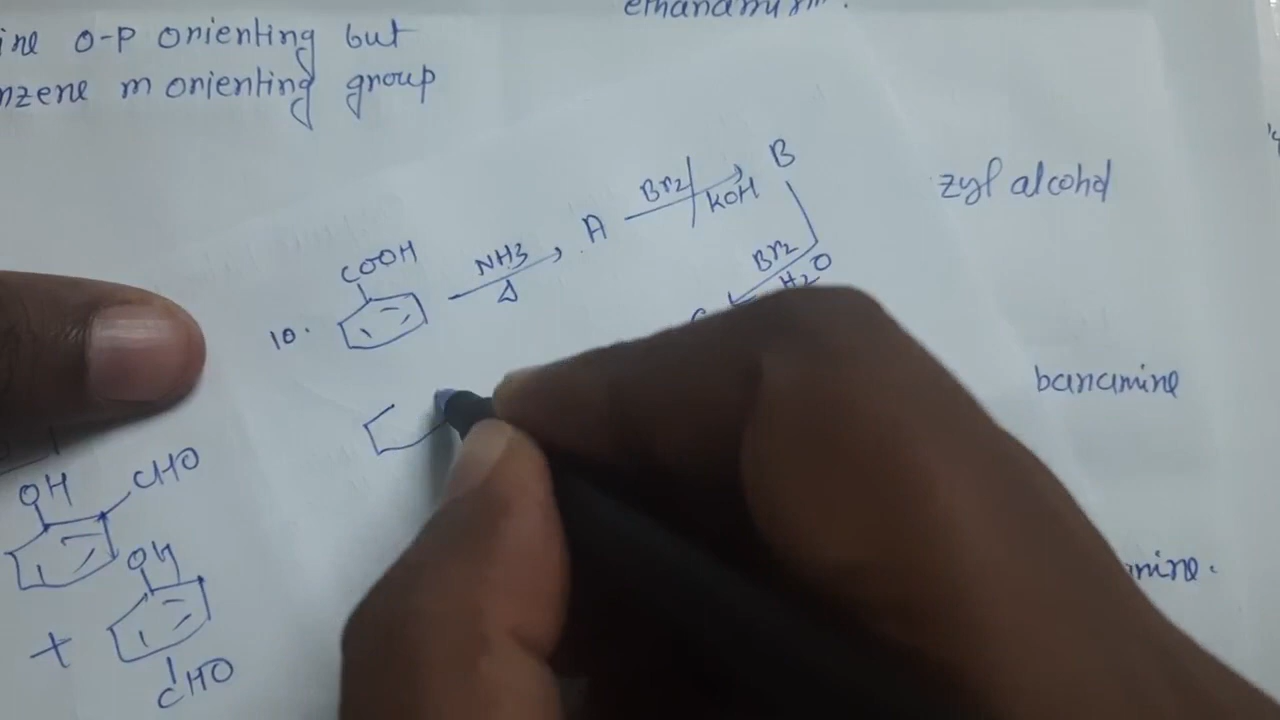 ine o-p orienting but
nzene m orienting group
zyl alcohol
B
Br2/KOH
A
NH3
Δ
COOH
10.
Br2
H2O
banamine
OH
CHO
OH
+
CHO
mine.